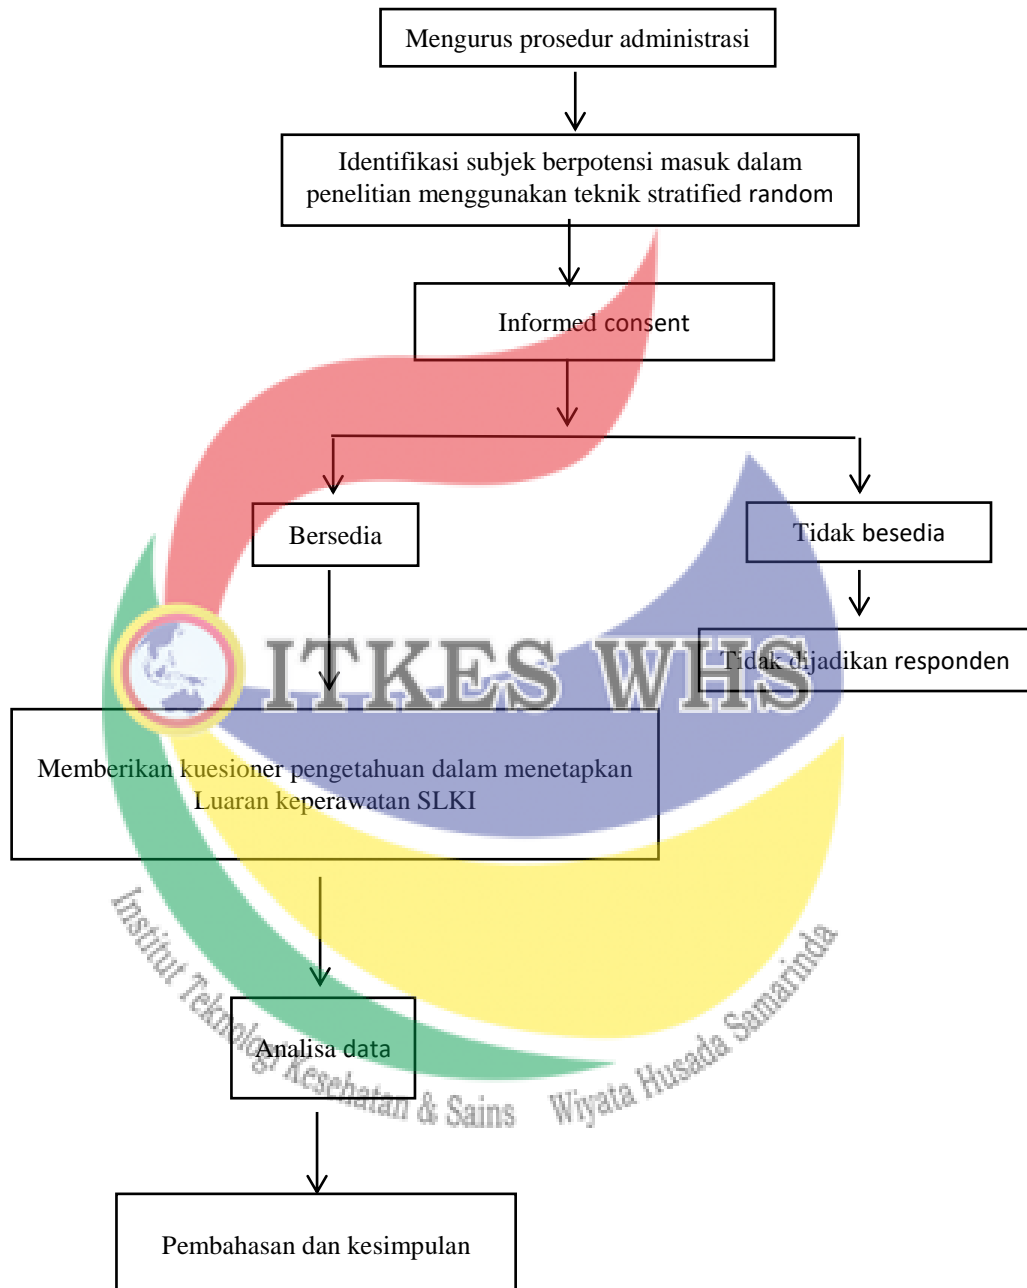 Mengurus prosedur administrasi
Identifikasi subjek berpotensi masuk dalam
penelitian menggunakan teknik stratified random
Informed consent
Bersedia
Tidak besedia
ITKES WHS
Tidak dijadikan responden
Memberikan kuesioner pengetahuan dalam menetapkan
Luaran keperawatan SLKI
Institut Teknologi Kesehatan & Sains Wiyata Husada Samarinda
Analisa data
Pembahasan dan kesimpulan